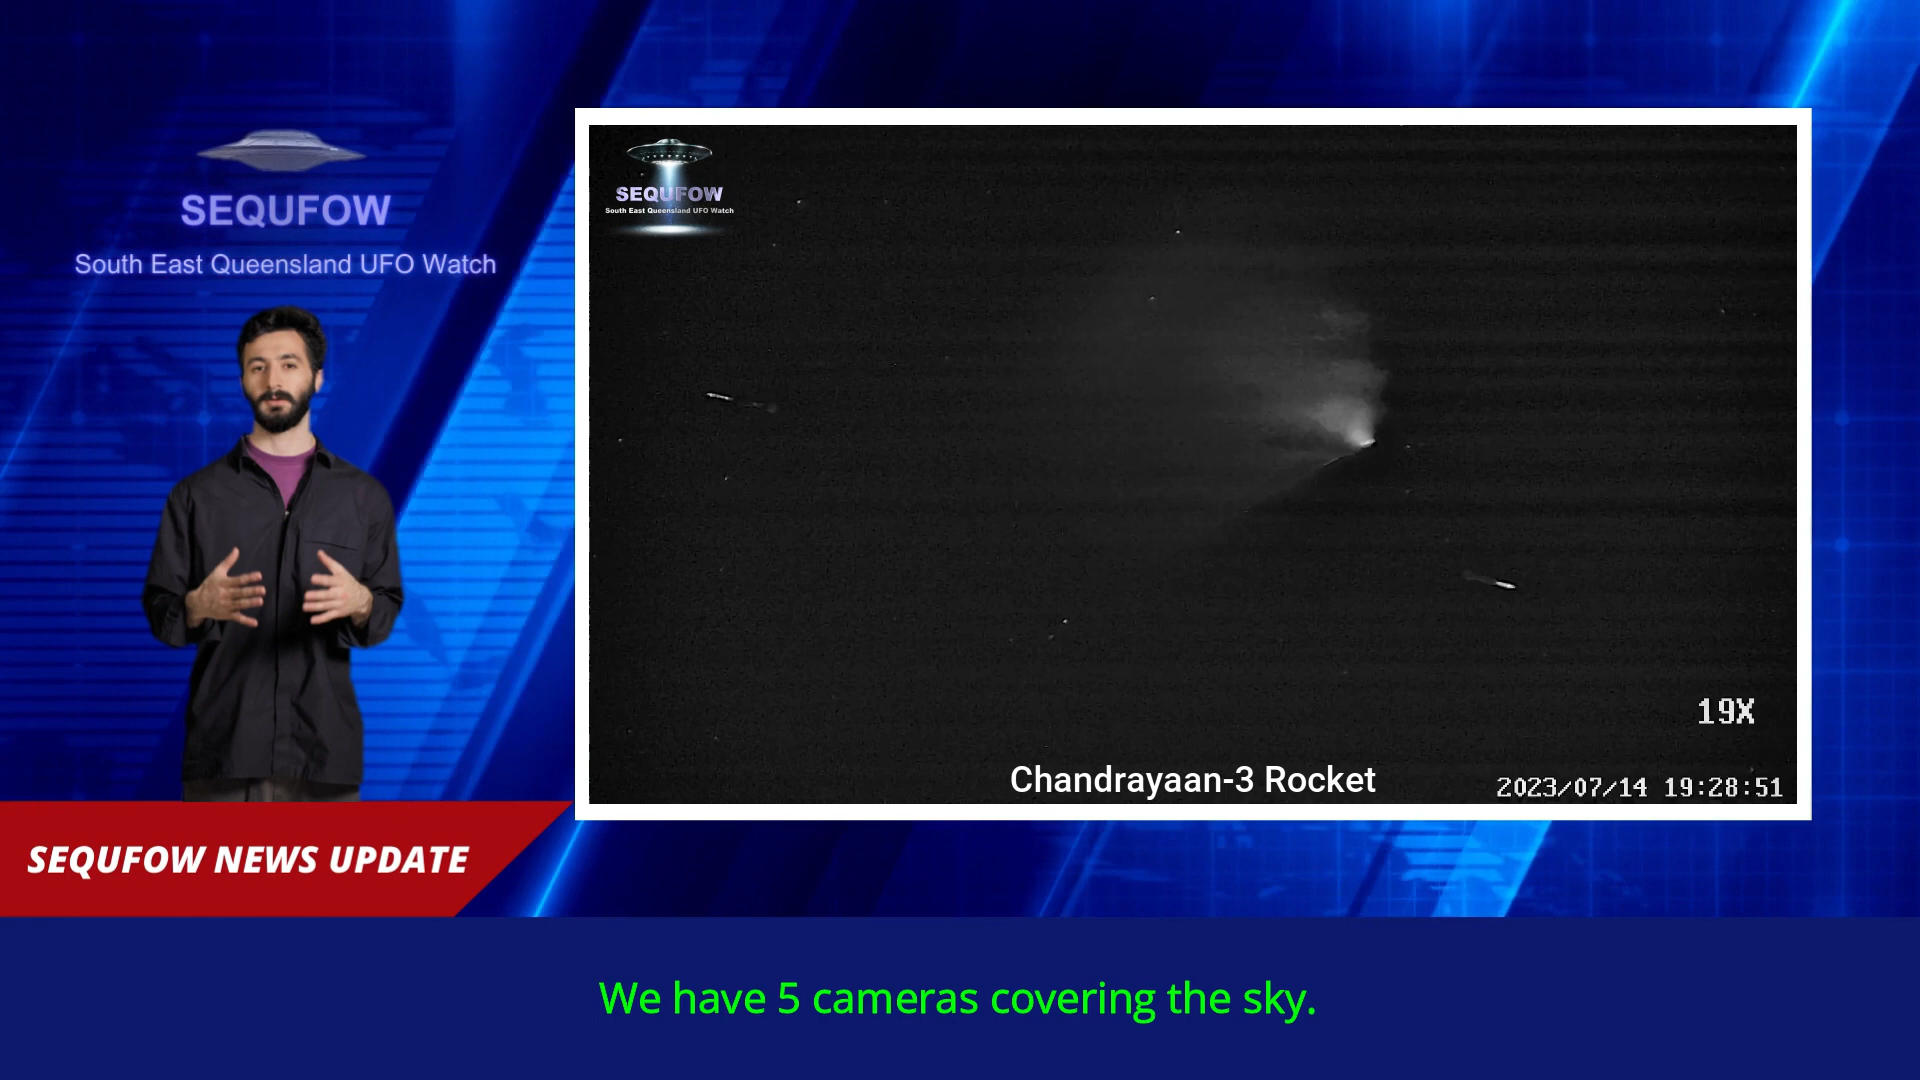 SEQUFOW
South East Queensland UFO Watch
SEQUFOW
South East Queensland UFO Watch
19X
Chandrayaan-3 Rocket
2023/07/14 19:28:51
SEQUFOW NEWS UPDATE
We have 5 cameras covering the sky.